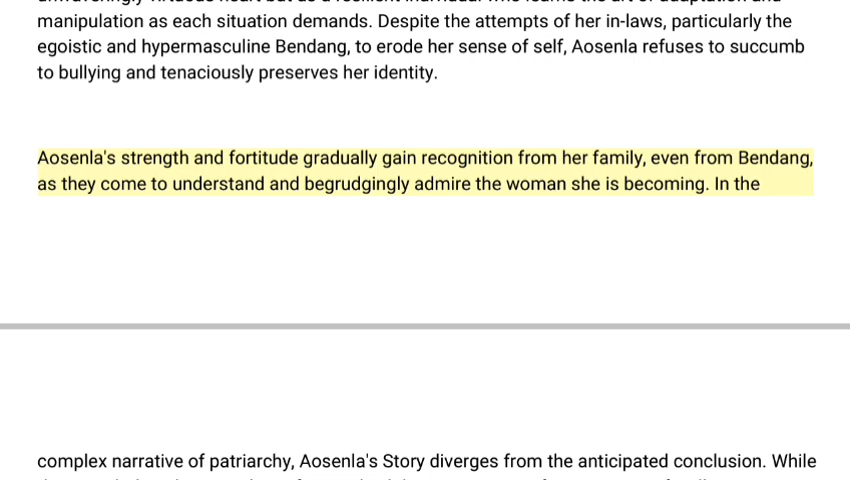 manipulation as each situation demands. Despite the attempts of her in-laws, particularly the
egoistic and hypermasculine Bendang, to erode her sense of self, Aosenla refuses to succumb
to bullying and tenaciously preserves her identity.
Aosenla's strength and fortitude gradually gain recognition from her family, even from Bendang,
as they come to understand and begrudgingly admire the woman she is becoming. In the
complex narrative of patriarchy, Aosenla's Story diverges from the anticipated conclusion. While